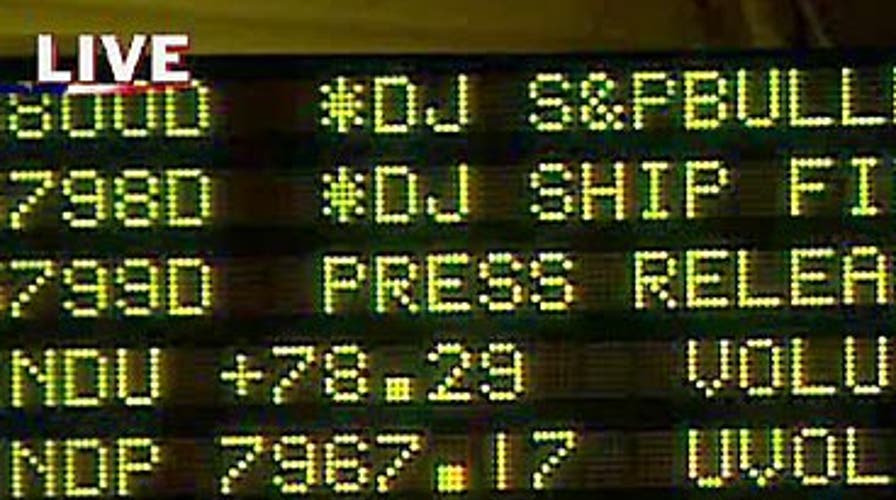 LIVE
800D *DJ S&PBULL
798D *DJ SHIP FI
799D PRESS RELEA
NDU +78.29 VOLU
NDP 7967.17 UVOL